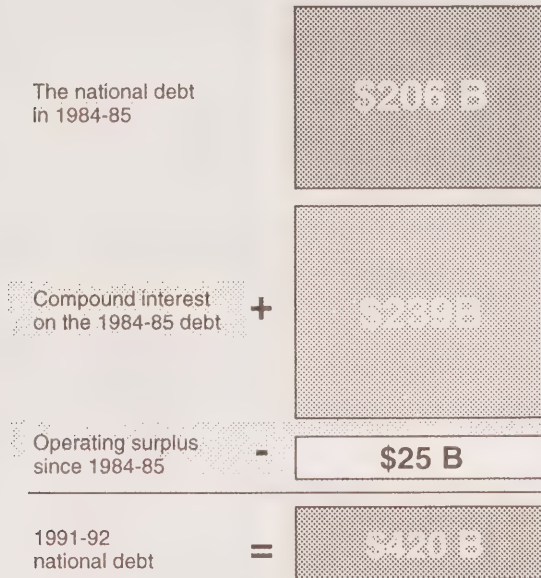 The national debt
in 1984-85
$206 B
Compound interest
on the 1984-85 debt
+
$239B
Operating surplus
since 1984-85
-
$25 B
1991-92
national debt
=
$420 B